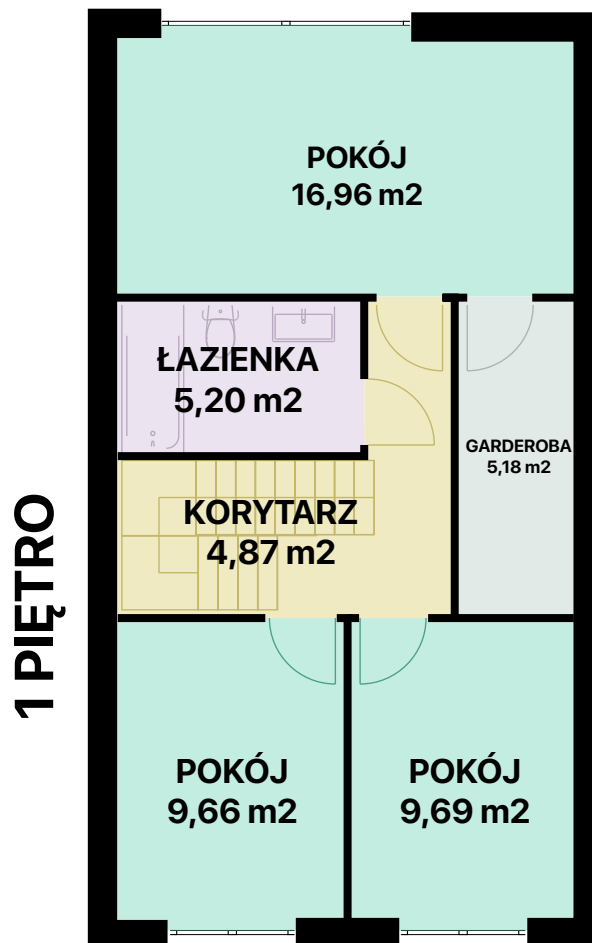 1 PIĘTRO
POKÓJ
16,96 m2
ŁAZIENKA
5,20 m2
GARDEROBA
5,18 m2
KORYTARZ
4,87 m2
POKÓJ
9,66 m2
POKÓJ
9,69 m2